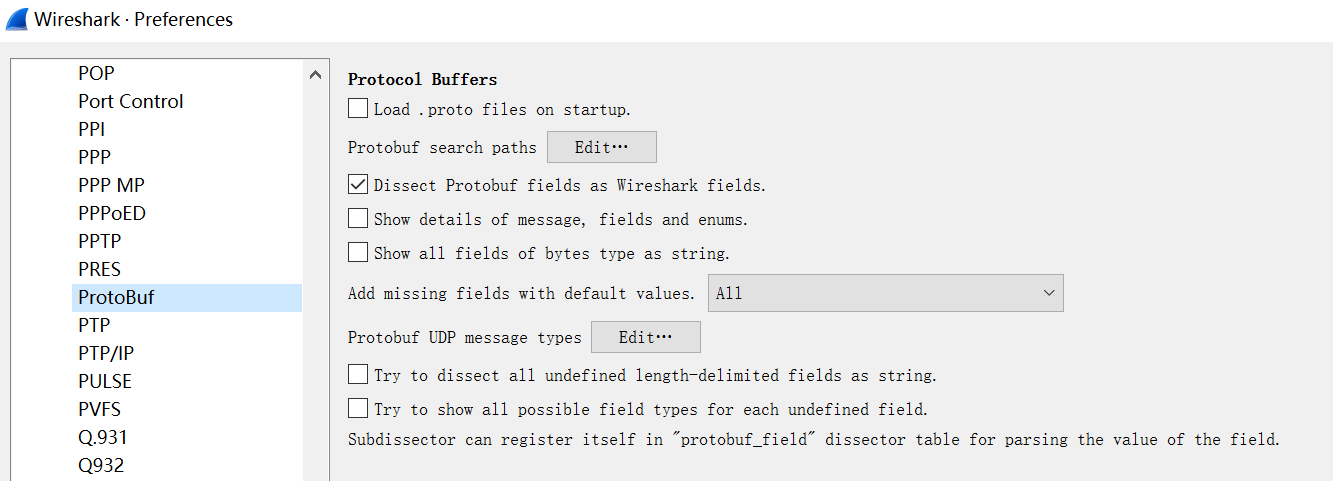 Wireshark · Preferences
POP
Port Control
PPI
PPP
PPP MP
PPPoED
PPTP
PRES
ProtoBuf
PTP
PTP/IP
PULSE
PVFS
Q.931
Q932
Protocol Buffers
Load .proto files on startup.
Protobuf search paths Edit…
Dissect Protobuf fields as Wireshark fields.
Show details of message, fields and enums.
Show all fields of bytes type as string.
Add missing fields with default values. All
Protobuf UDP message types Edit…
Try to dissect all undefined length-delimited fields as string.
Try to show all possible field types for each undefined field.
Subdissector can register itself in "protobuf_field" dissector table for parsing the value of the field.